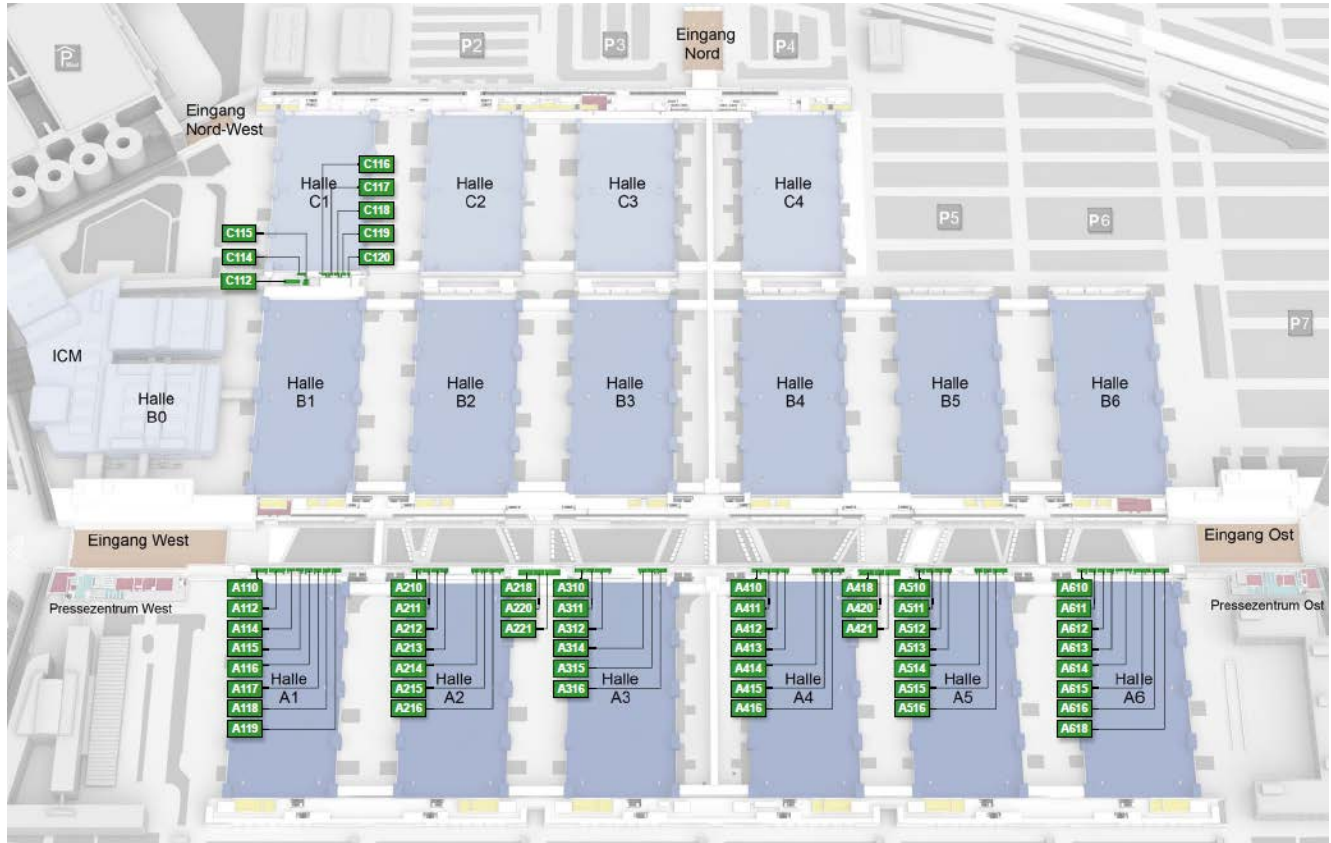 P
West
P2
P3
Eingang
Nord
P4
Eingang
Nord-West
C116
C117
C118
C119
C120
C115
C114
C112
Halle
C1
Halle
C2
Halle
C3
Halle
C4
P5
P6
P7
ICM
Halle
B0
Halle
B1
Halle
B2
Halle
B3
Halle
B4
Halle
B5
Halle
B6
Eingang West
Eingang Ost
Pressezentrum West
Pressezentrum Ost
A110
A112
A114
A115
A116
A117
A118
A119
Halle
A1
A210
A211
A212
A213
A214
A215
A216
Halle
A2
A218
A220
A221
A310
A311
A312
A314
A315
A316
Halle
A3
A410
A411
A412
A413
A414
A415
A416
Halle
A4
A418
A420
A421
A510
A511
A512
A513
A514
A515
A516
Halle
A5
A610
A611
A612
A613
A614
A615
A616
A618
Halle
A6